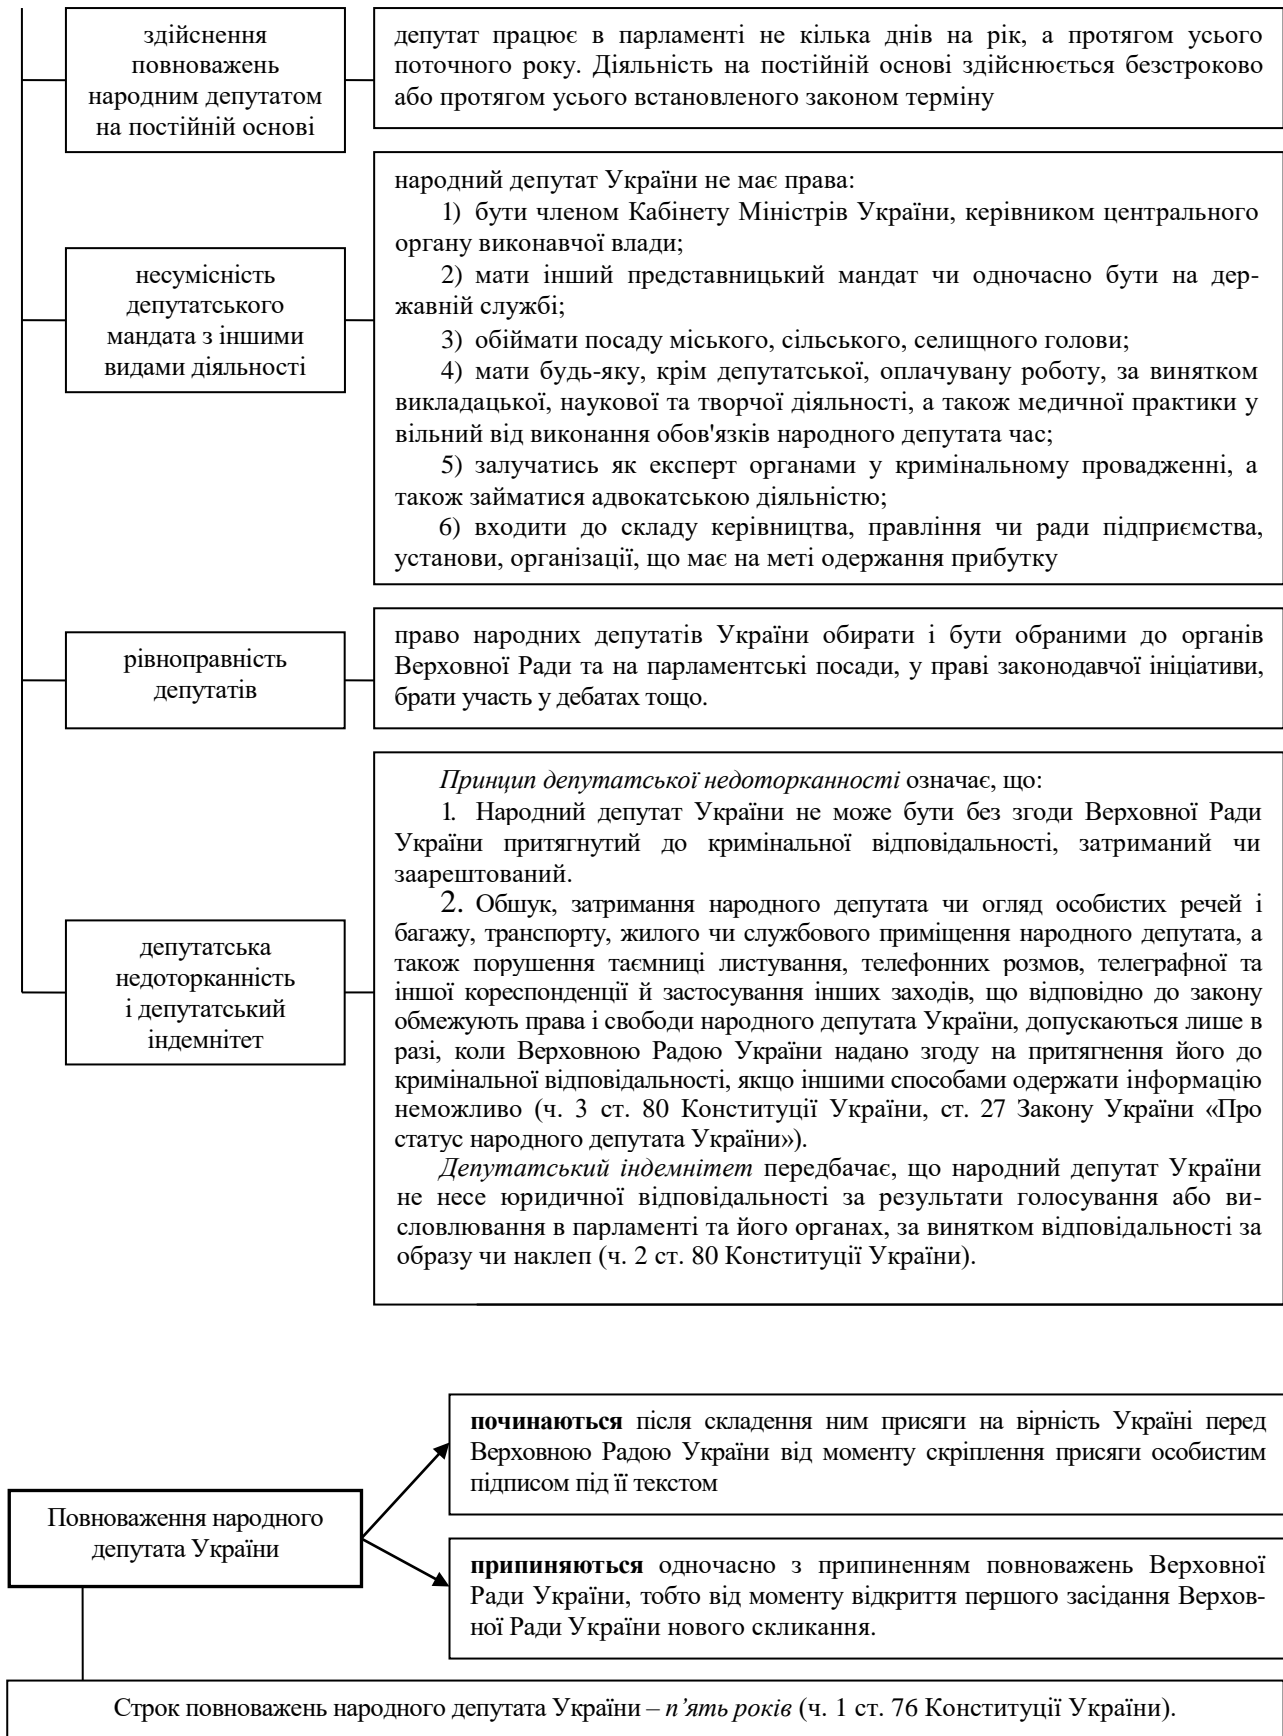 здійснення
повноважень
народним депутатом
на постійній основі
депутат працює в парламенті не кілька днів на рік, а протягом усього
поточного року. Діяльність на постійній основі здійснюється безстроково
або протягом усього встановленого законом терміну
несумісність
депутатського
мандата з іншими
видами діяльності
народний депутат України не має права:
1) бути членом Кабінету Міністрів України, керівником центрального
органу виконавчої влади;
2) мати інший представницький мандат чи одночасно бути на дер-
жавній службі;
3) обіймати посаду міського, сільського, селищного голови;
4) мати будь-яку, крім депутатської, оплачувану роботу, за винятком
викладацької, наукової та творчої діяльності, а також медичної практики у
вільний від виконання обов'язків народного депутата час;
5) залучатись як експерт органами у кримінальному провадженні, а
також займатися адвокатською діяльністю;
6) входити до складу керівництва, правління чи ради підприємства,
установи, організації, що має на меті одержання прибутку
рівноправність
депутатів
право народних депутатів України обирати і бути обраними до органів
Верховної Ради та на парламентські посади, у праві законодавчої ініціативи,
брати участь у дебатах тощо.
депутатська
недоторканність
і депутатський
індемнітет
Принцип депутатської недоторканності означає, що:
1. Народний депутат України не може бути без згоди Верховної Ради
України притягнутий до кримінальної відповідальності, затриманий чи
заарештований.
2. Обшук, затримання народного депутата чи огляд особистих речей і
багажу, транспорту, жилого чи службового приміщення народного депутата, а
також порушення таємниці листування, телефонних розмов, телеграфної та
іншої кореспонденції й застосування інших заходів, що відповідно до закону
обмежують права і свободи народного депутата України, допускаються лише в
разі, коли Верховною Радою України надано згоду на притягнення його до
кримінальної відповідальності, якщо іншими способами одержати інформацію
неможливо (ч. 3 ст. 80 Конституції України, ст. 27 Закону України «Про
статус народного депутата України»).
Депутатський індемнітет передбачає, що народний депутат України
не несе юридичної відповідальності за результати голосування або ви-
словлювання в парламенті та його органах, за винятком відповідальності за
образу чи наклеп (ч. 2 ст. 80 Конституції України).
Повноваження народного
депутата України
починаються після складення ним присяги на вірність Україні перед
Верховною Радою України від моменту скріплення присяги особистим
підписом під її текстом
припиняються одночасно з припиненням повноважень Верховної
Ради України, тобто від моменту відкриття першого засідання Верхов-
ної Ради України нового скликання.
Строк повноважень народного депутата України – п’ять років (ч. 1 ст. 76 Конституції України).